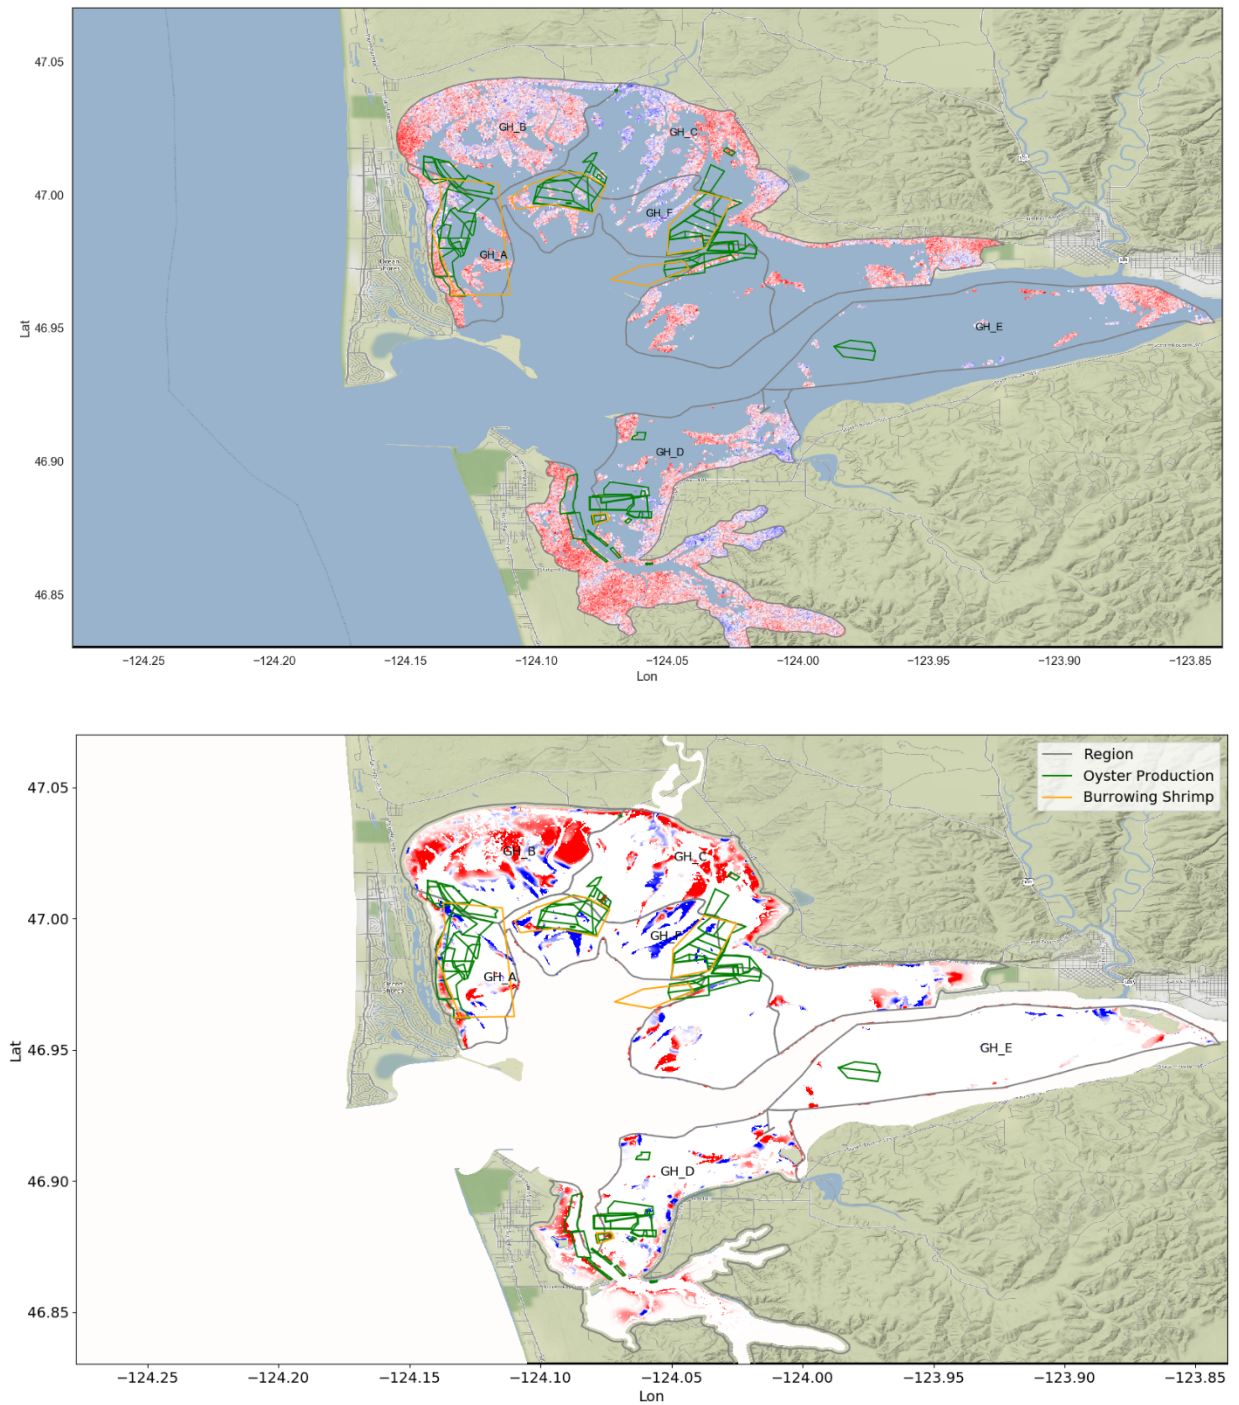 47.05
47.00
46.95
46.90
46.85
Lat
GH_B
GH_C
GH_F
GH_A
GH_E
GH_D
Ocean
Shores
−124.25
−124.20
−124.15
−124.10
−124.05
−124.00
−123.95
−123.90
−123.85
Lon
Region
Oyster Production
Burrowing Shrimp
47.05
47.00
46.95
46.90
46.85
Lat
GH_B
GH_C
GH_F
GH_A
GH_E
GH_D
−124.25
−124.20
−124.15
−124.10
−124.05
−124.00
−123.95
−123.90
−123.85
Lon